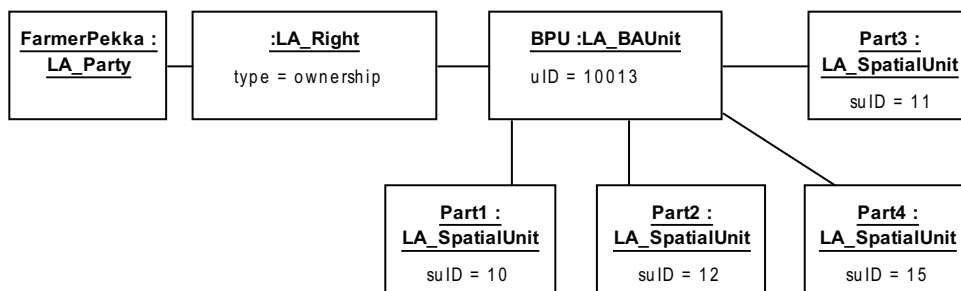 FarmerPekka :
LA_Party
:LA_Right
type = ownership
BPU :LA_BAUnit
uID = 10013
Part3 :
LA_SpatialUnit
suID = 11
Part1 :
LA_SpatialUnit
suID = 10
Part2 :
LA_SpatialUnit
suID = 12
Part4 :
LA_SpatialUnit
suID = 15